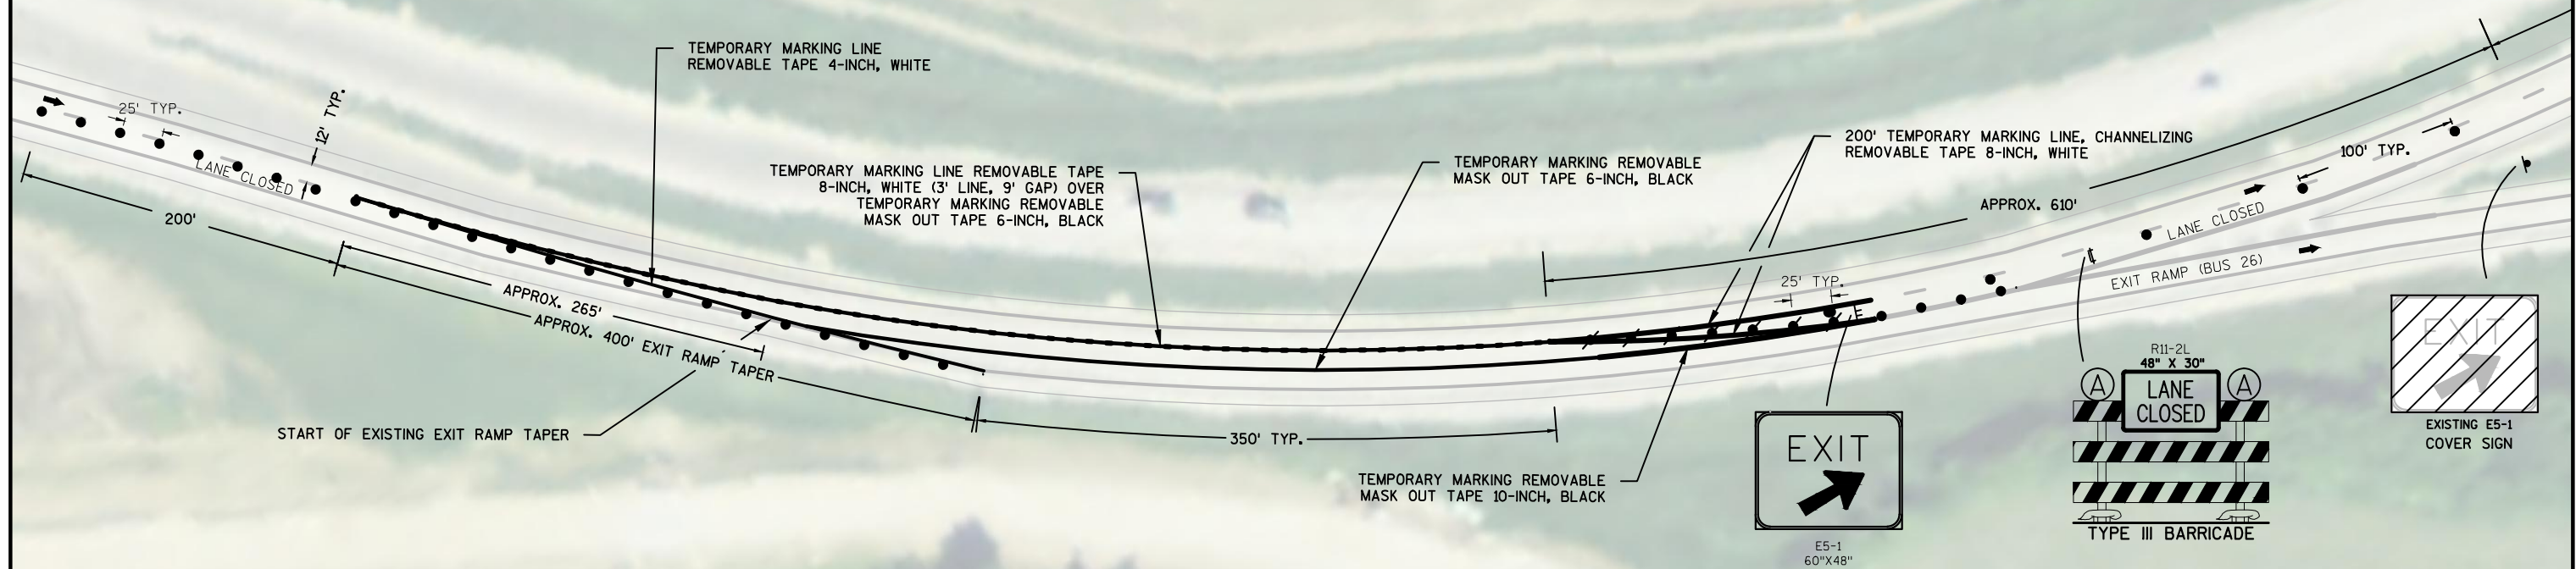 TEMPORARY MARKING LINE
REMOVABLE TAPE 4-INCH, WHITE
25' TYP.
12' TYP.
LANE CLOSED
200'
TEMPORARY MARKING LINE REMOVABLE TAPE
8-INCH, WHITE (3' LINE, 9' GAP) OVER
TEMPORARY MARKING REMOVABLE
MASK OUT TAPE 6-INCH, BLACK
TEMPORARY MARKING REMOVABLE
MASK OUT TAPE 6-INCH, BLACK
200' TEMPORARY MARKING LINE, CHANNELIZING
REMOVABLE TAPE 8-INCH, WHITE
100' TYP.
APPROX. 610'
LANE CLOSED
EXIT RAMP (BUS 26)
25' TYP.
APPROX. 265'
APPROX. 400' EXIT RAMP TAPER
START OF EXISTING EXIT RAMP TAPER
350' TYP.
TEMPORARY MARKING REMOVABLE
MASK OUT TAPE 10-INCH, BLACK
EXIT
E5-1
60"X48"
R11-2L
48" X 30"
A
LANE
CLOSED
A
TYPE III BARRICADE
EXIT
EXISTING E5-1
COVER SIGN